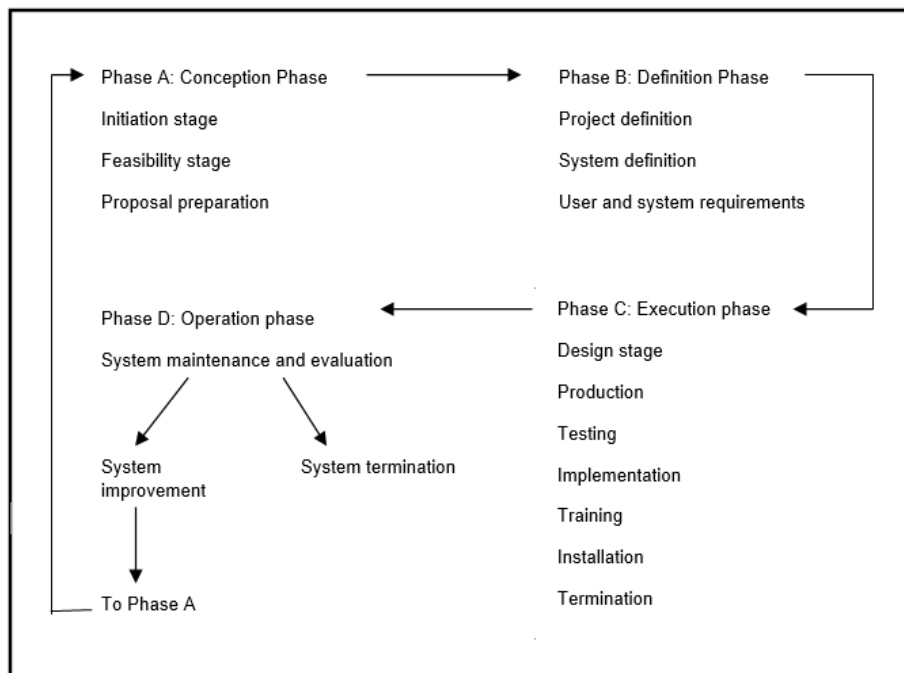 Phase A: Conception Phase
Initiation stage
Feasibility stage
Proposal preparation
Phase B: Definition Phase
Project definition
System definition
User and system requirements
Phase C: Execution phase
Design stage
Production
Testing
Implementation
Training
Installation
Termination
Phase D: Operation phase
System maintenance and evaluation
System
improvement
System termination
To Phase A